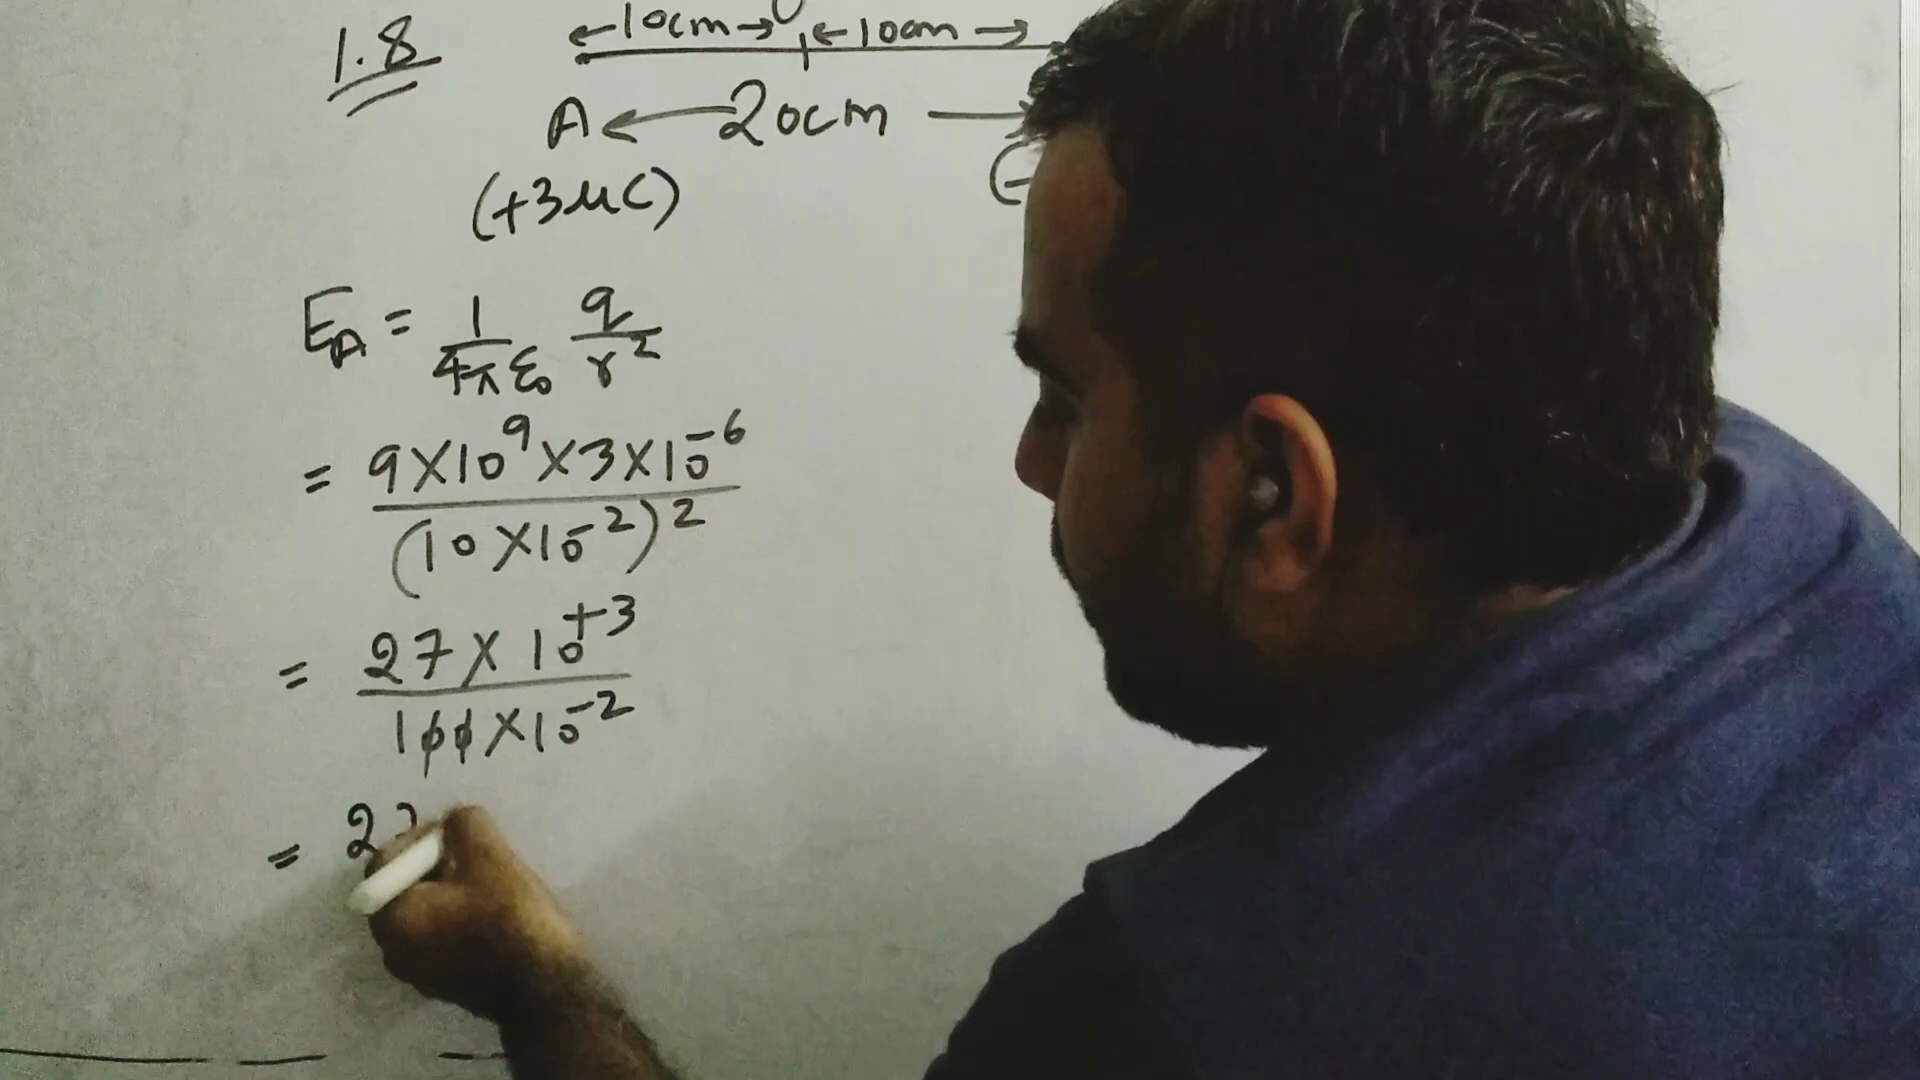 1.8
←10cm→ ←10cm→
A ← 20cm →
(+3μC) (-
E_A = 1/4πε₀ q/r²
= 9×10⁹×3×10⁻⁶/(10×10⁻²)²
= 27×10⁺³/100×10⁻²
= 27